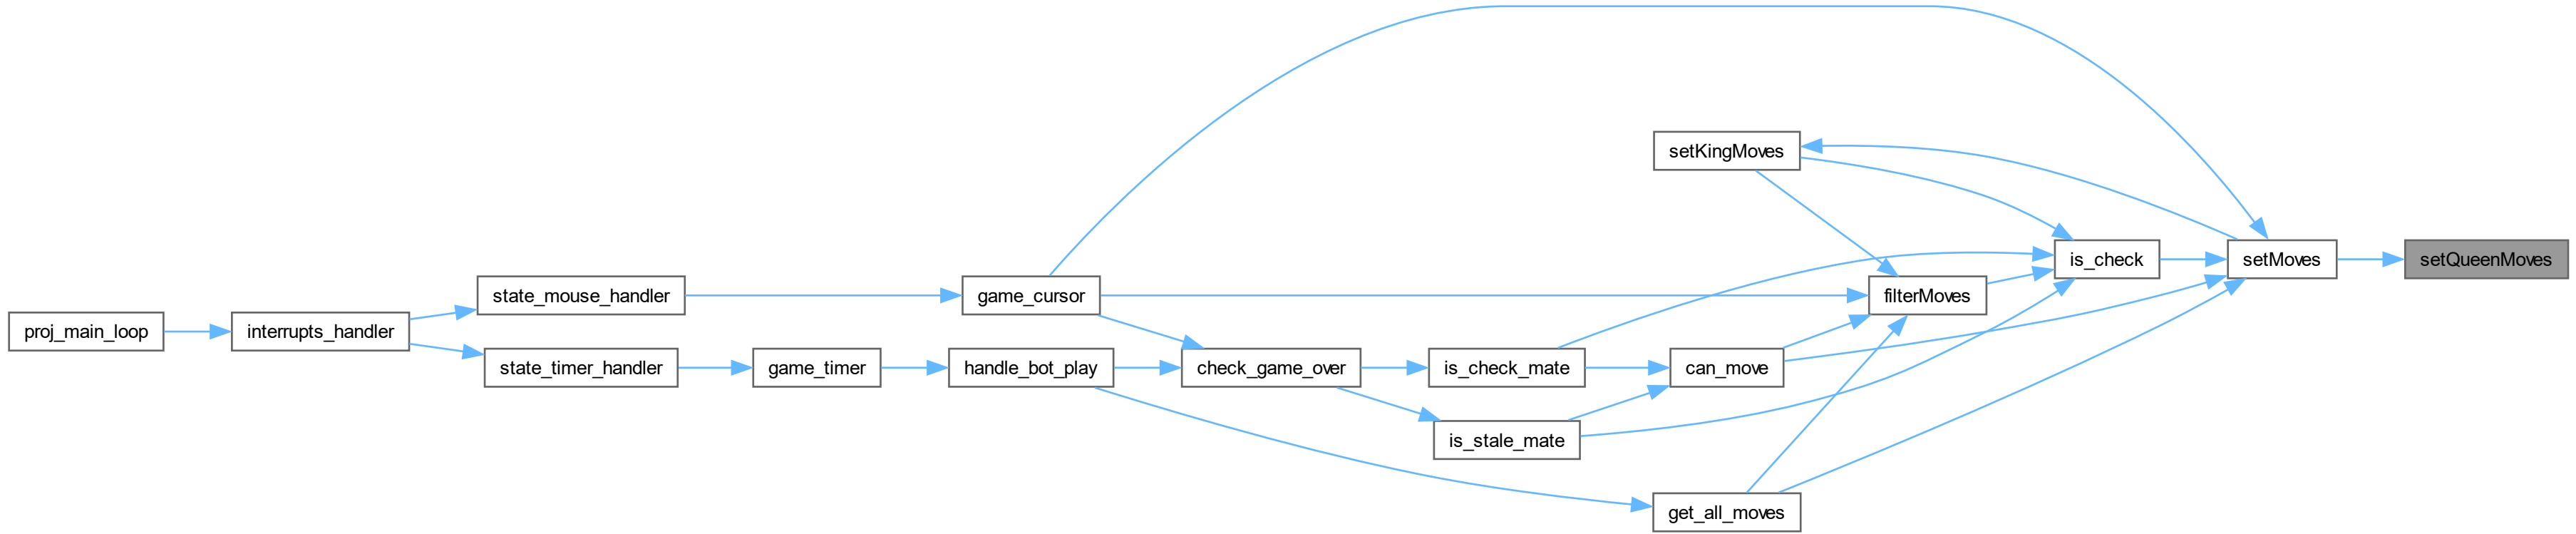 proj_main_loop
interrupts_handler
state_mouse_handler
state_timer_handler
game_timer
game_cursor
handle_bot_play
check_game_over
is_check_mate
is_stale_mate
setKingMoves
can_move
get_all_moves
filterMoves
is_check
setMoves
setQueenMoves